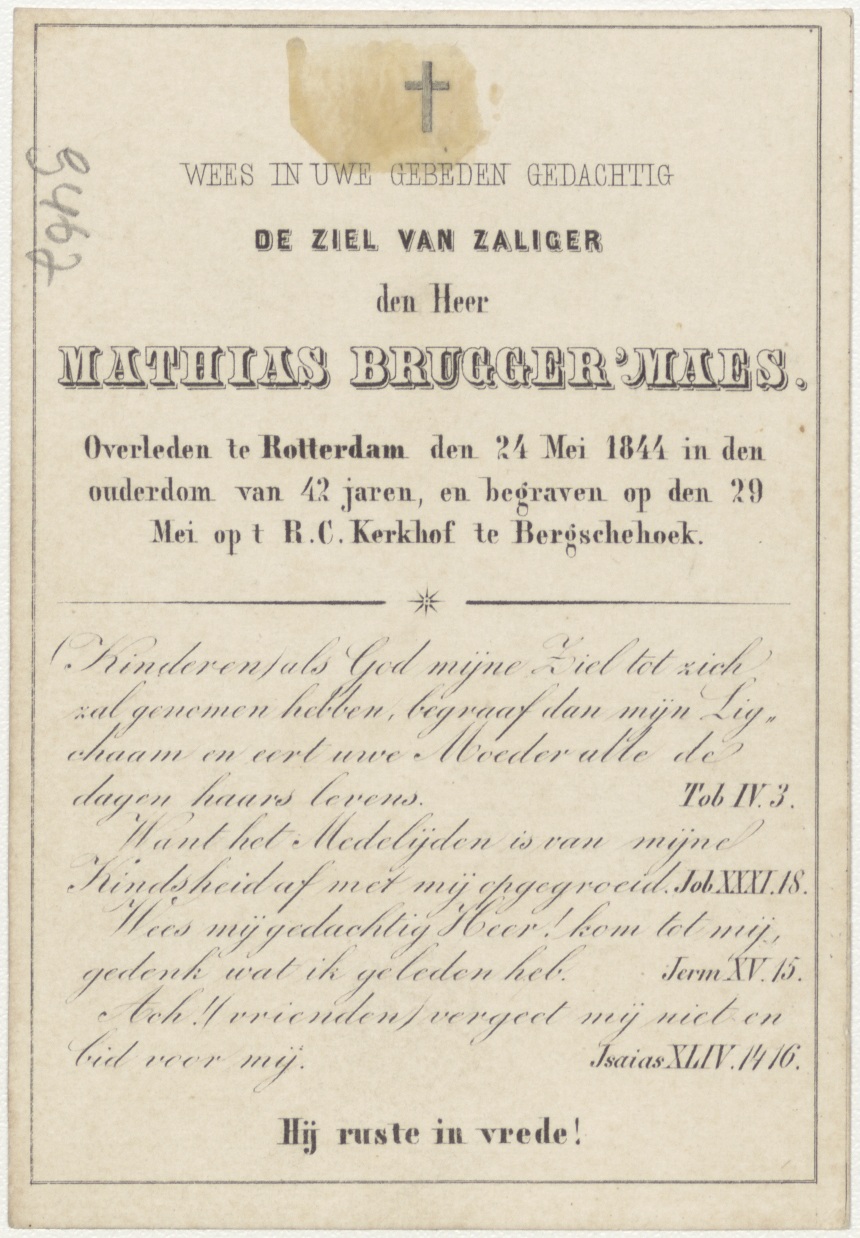 9462
WEES IN UWE GEBEDEN GEDACHTIG
DE ZIEL VAN ZALIGER
den Heer
MATHIAS BRUGGER'MAES.
Overleden te Rotterdam den 24 Mei 1844 in den
ouderdom van 42 jaren, en begraven op den 29
Mei op t R.C. Kerkhof te Bergschehoek.
(Kinderen) als God mijne Ziel tot zich
zal genomen hebben, begraaf dan mijn Lig„
chaam en eert uwe Moeder alle de
dagen haars levens. Tob IV. 3.
Want het Medelijden is van mijne
Kindsheid af met mij opgegroeid. Job XXXI.18.
Wees mij gedachtig Heer! kom tot mij,
gedenk wat ik geleden heb. Jerm XV. 15.
Ach!(vrienden) vergeet mij niet en
bid voor mij. Isaias XLIV. 14 16.
Hij ruste in vrede!